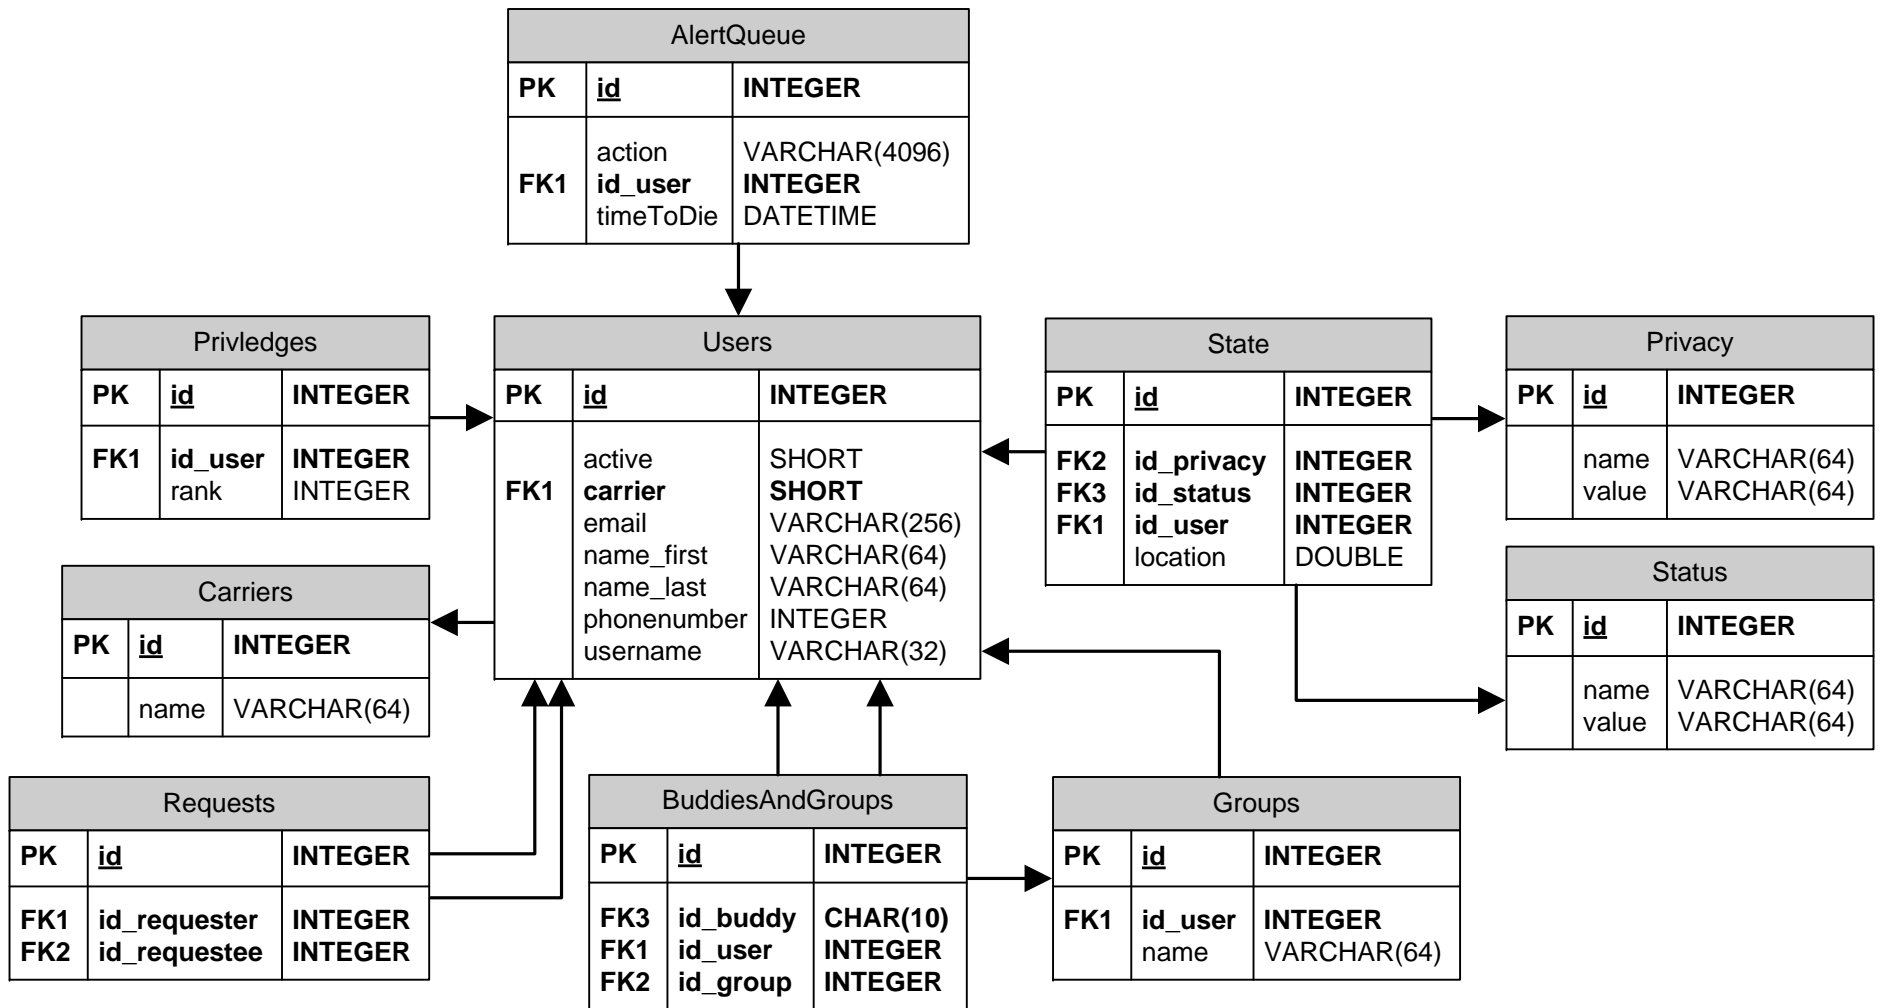 AlertQueue
PK id INTEGER
action VARCHAR(4096)
FK1 id_user INTEGER
timeToDie DATETIME
Privledges
PK id INTEGER
FK1 id_user INTEGER
rank INTEGER
Users
PK id INTEGER
active SHORT
FK1 carrier SHORT
email VARCHAR(256)
name_first VARCHAR(64)
name_last VARCHAR(64)
phonenumber INTEGER
username VARCHAR(32)
State
PK id INTEGER
FK2 id_privacy INTEGER
FK3 id_status INTEGER
FK1 id_user INTEGER
location DOUBLE
Privacy
PK id INTEGER
name VARCHAR(64)
value VARCHAR(64)
Carriers
PK id INTEGER
name VARCHAR(64)
Status
PK id INTEGER
name VARCHAR(64)
value VARCHAR(64)
Requests
PK id INTEGER
FK1 id_requester INTEGER
FK2 id_requestee INTEGER
BuddiesAndGroups
PK id INTEGER
FK3 id_buddy CHAR(10)
FK1 id_user INTEGER
FK2 id_group INTEGER
Groups
PK id INTEGER
FK1 id_user INTEGER
name VARCHAR(64)